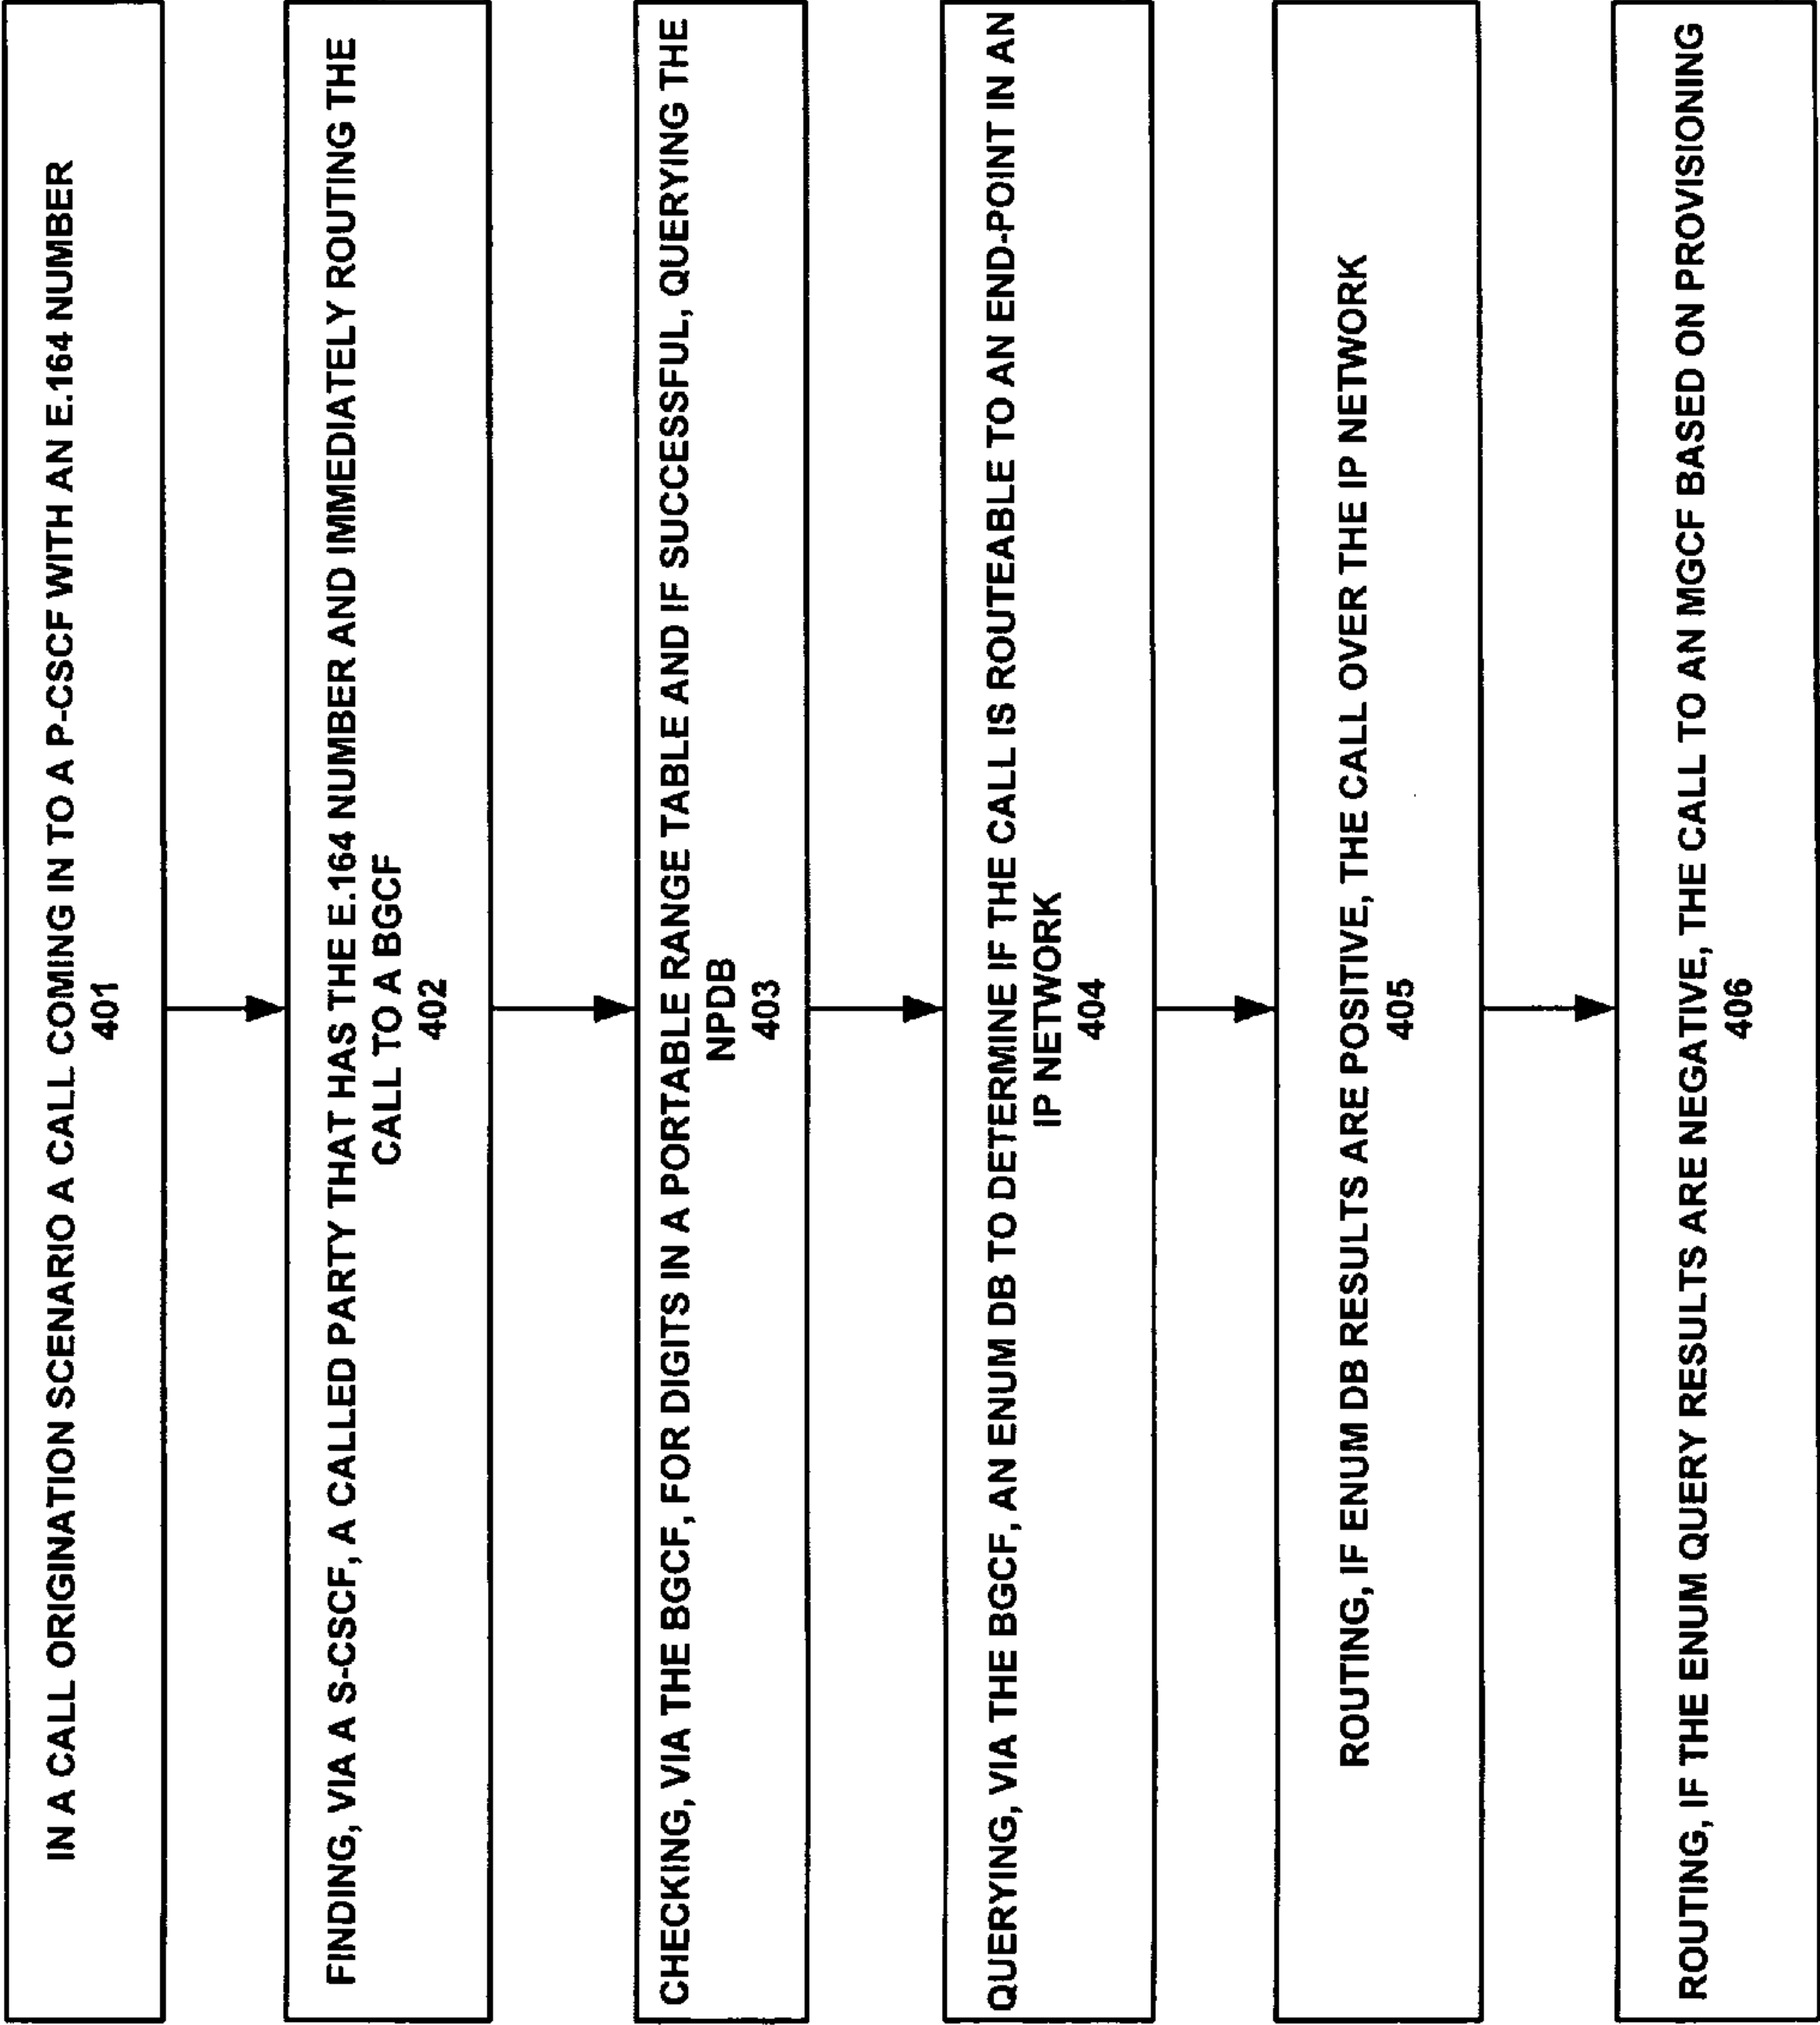 IN A CALL ORIGINATION SCENARIO A CALL COMING IN TO A P-CSCF WITH AN E.164 NUMBER
401
FINDING, VIA A S-CSCF, A CALLED PARTY THAT HAS THE E.164 NUMBER AND IMMEDIATELY ROUTING THE
CALL TO A BGCF
402
CHECKING, VIA THE BGCF, FOR DIGITS IN A PORTABLE RANGE TABLE AND IF SUCCESSFUL, QUERYING THE
NPDB
403
QUERYING, VIA THE BGCF, AN ENUM DB TO DETERMINE IF THE CALL IS ROUTEABLE TO AN END-POINT IN AN
IP NETWORK
404
ROUTING, IF ENUM DB RESULTS ARE POSITIVE, THE CALL OVER THE IP NETWORK
405
ROUTING, IF THE ENUM QUERY RESULTS ARE NEGATIVE, THE CALL TO AN MGCF BASED ON PROVISIONING
406